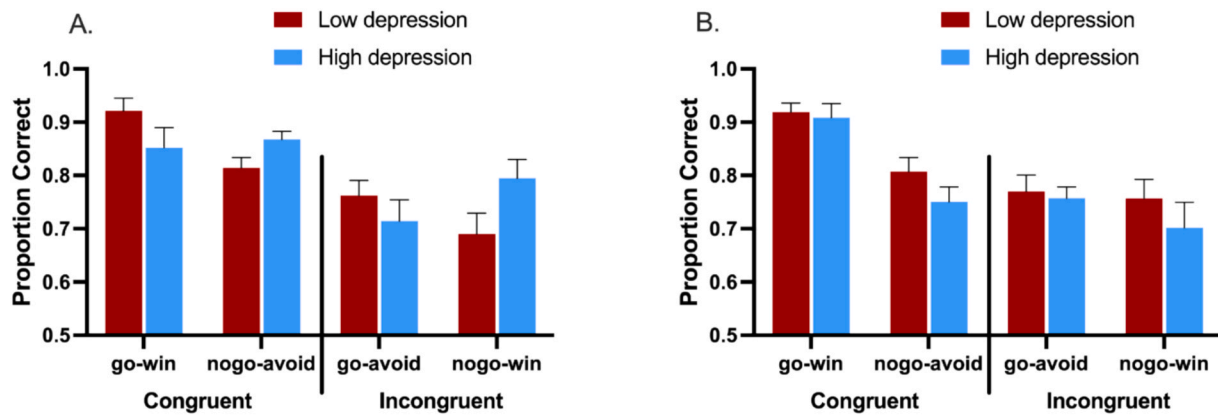 A.
Low depression
High depression
Proportion Correct
1.0
0.9
0.8
0.7
0.6
0.5
go-win nogo-avoid go-avoid nogo-win
Congruent Incongruent
B.
Low depression
High depression
Proportion Correct
1.0
0.9
0.8
0.7
0.6
0.5
go-win nogo-avoid go-avoid nogo-win
Congruent Incongruent